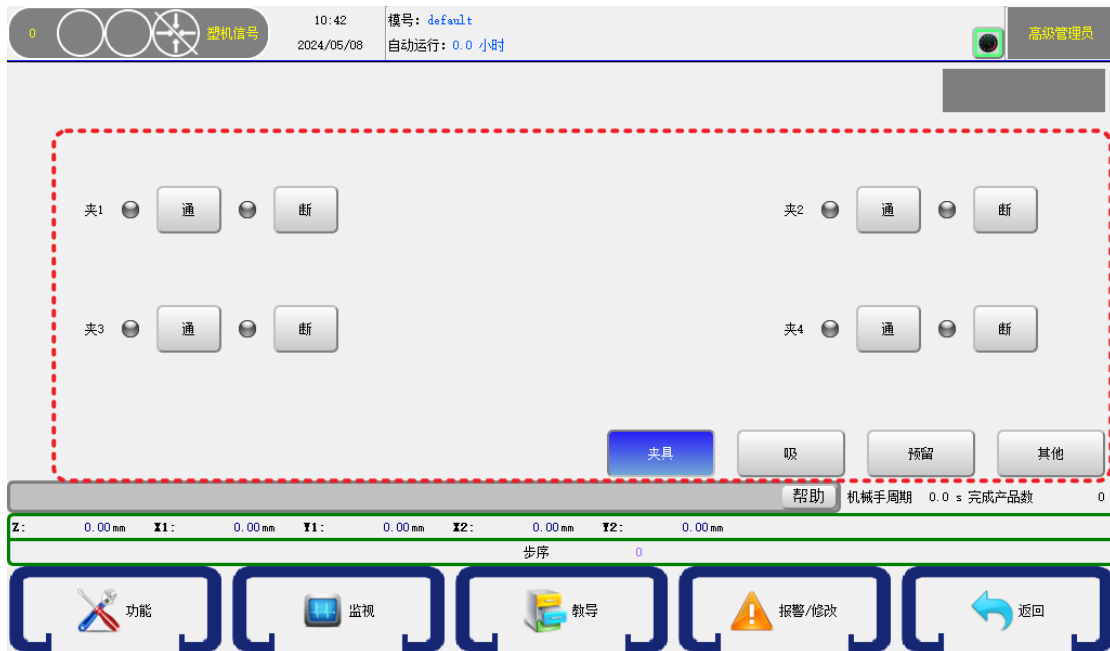 0 塑机信号 10:42 模号: default 高级管理员
2024/05/08 自动运行: 0.0 小时
夹1 通 断 夹2 通 断
夹3 通 断 夹4 通 断
夹具 吸 预留 其他
帮助 机械手周期 0.0 s 完成产品数 0
Z: 0.00mm X1: 0.00mm Y1: 0.00mm X2: 0.00mm Y2: 0.00mm
步序 0
功能 监视 教导 报警/修改 返回